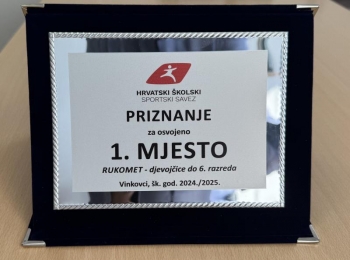 HRVATSKI ŠKOLSKI
SPORTSKI SAVEZ
PRIZNANJE
za osvojeno
1. MJESTO
RUKOMET - djevojčice do 6. razreda
Vinkovci, šk. god. 2024./2025.